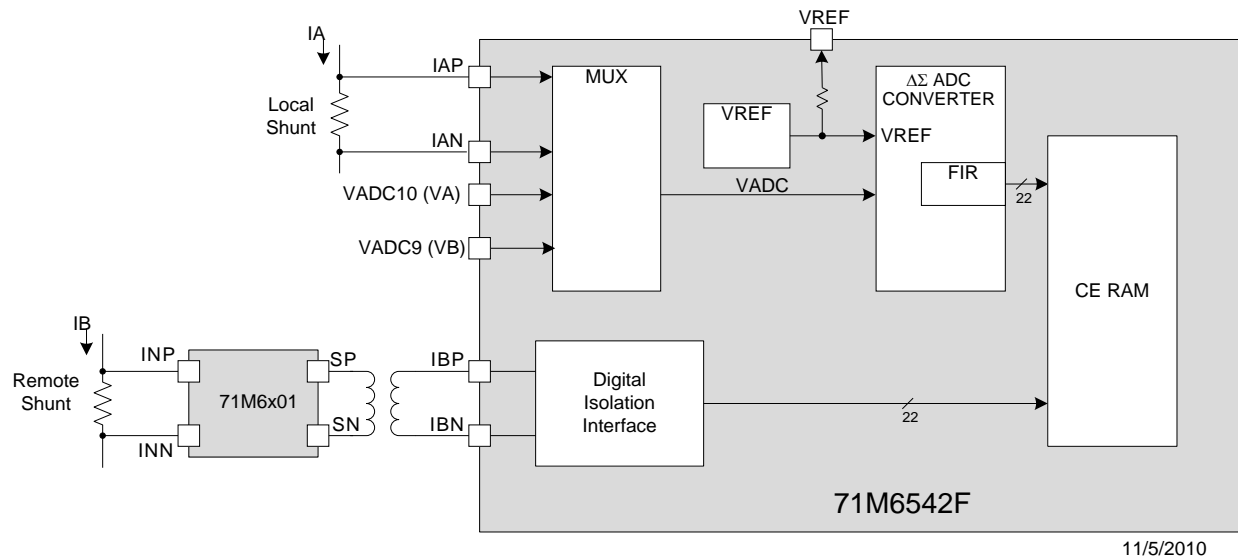 VREF
IA
IAP
Local
Shunt
IAN
VADC10 (VA)
VADC9 (VB)
MUX
VREF
VADC
ΔΣ ADC
CONVERTER
VREF
FIR
22
CE RAM
IB
INP
Remote
Shunt
INN
71M6x01
SP
SN
IBP
IBN
Digital
Isolation
Interface
22
71M6542F
11/5/2010